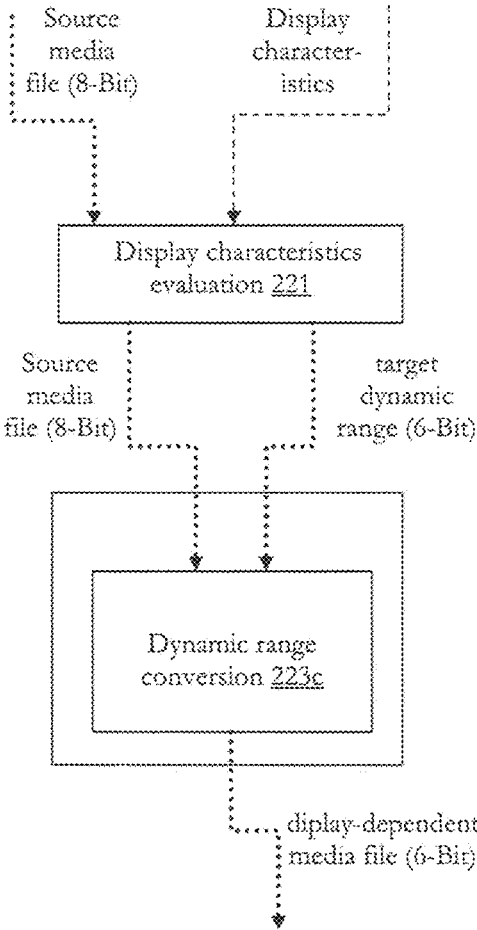 Source
media
file (8-Bit)
Display
character-
istics
Display characteristics
evaluation 221
Source
media
file (8-Bit)
target
dynamic
range (6-Bit)
Dynamic range
conversion 223c
diplay-dependent
media file (6-Bit)